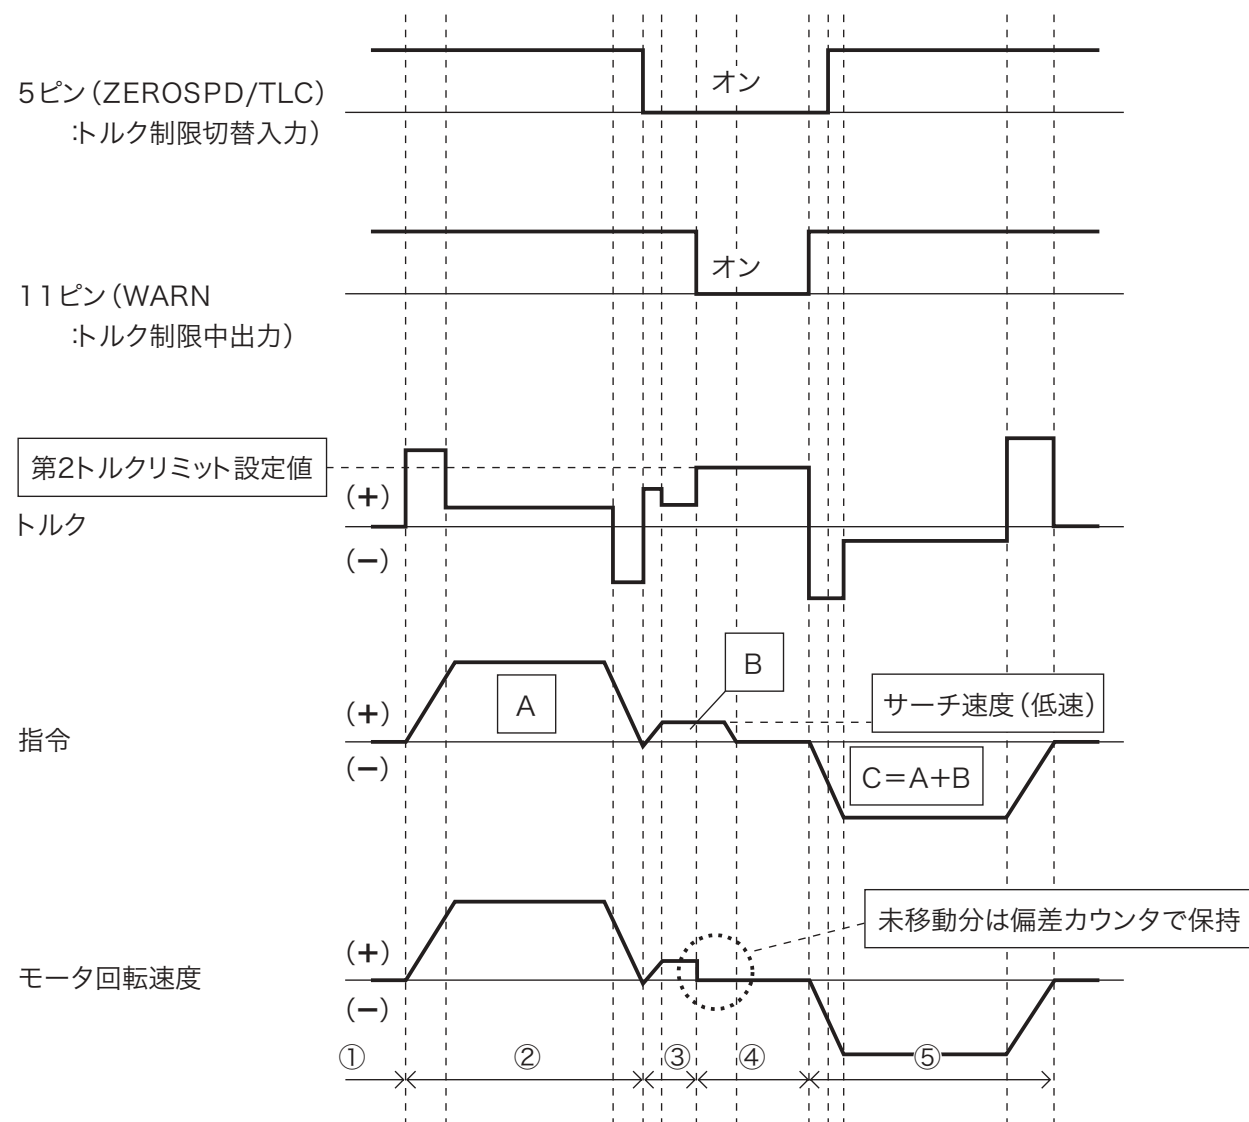 5ピン（ZEROSPD/TLC）
:トルク制限切替入力）
オン
11ピン（WARN
:トルク制限中出力）
オン
第2トルクリミット設定値
（+）
トルク
（−）
B
サーチ速度（低速）
A
（+）
指令
（−）
C＝A+B
未移動分は偏差カウンタで保持
（+）
モータ回転速度
（−）
① ② ③ ④ ⑤